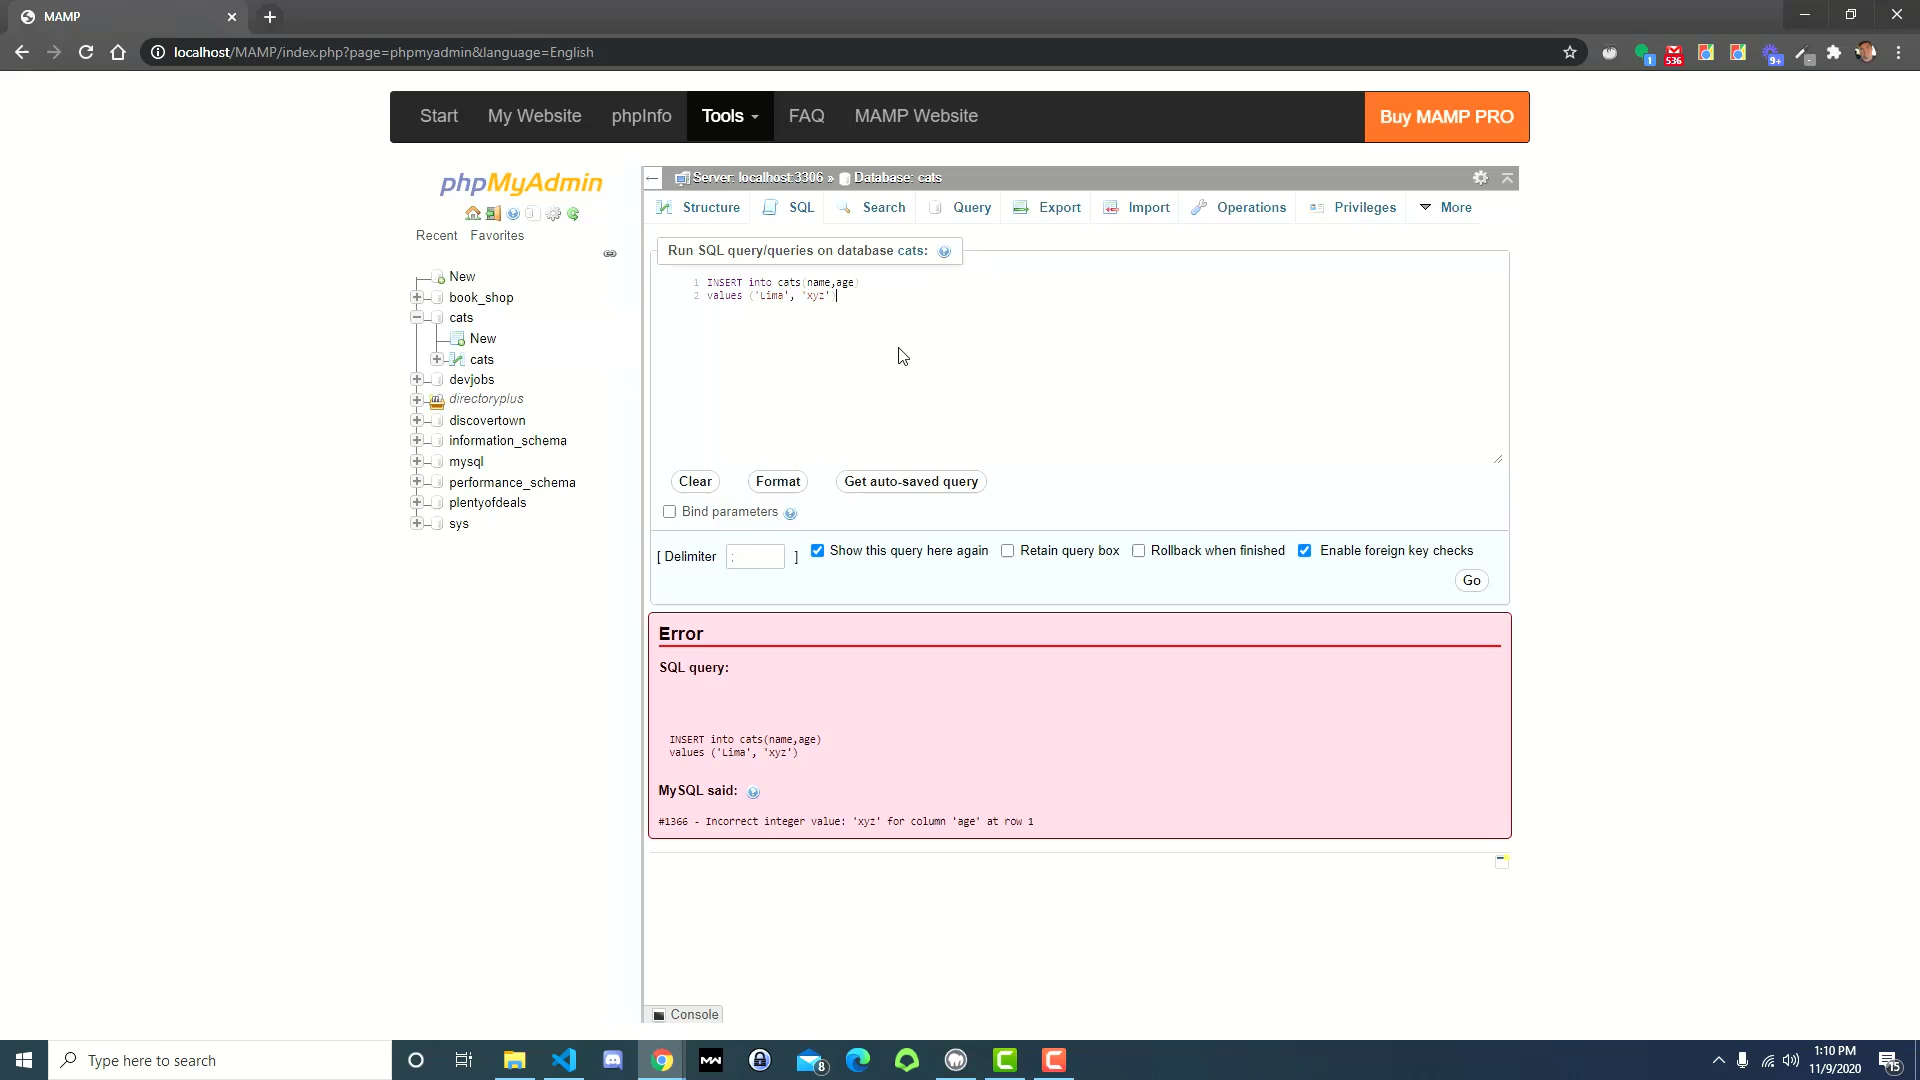 MAMP
localhost/MAMP/index.php?page=phpmyadmin&language=English
1
536
9+
Start My Website phpInfo Tools FAQ MAMP Website Buy MAMP PRO
phpMyAdmin
Recent Favorites
New
book_shop
cats
New
cats
devjobs
directoryplus
discovertown
information_schema
mysql
performance_schema
plentyofdeals
sys
Server: localhost:3306 » Database: cats
Structure SQL Search Query Export Import Operations Privileges More
Run SQL query/queries on database cats:
1 INSERT into cats(name,age)
2 values ('Lima', 'xyz')
Clear Format Get auto-saved query
Bind parameters
[ Delimiter ; ] Show this query here again Retain query box Rollback when finished Enable foreign key checks
Go
Error
SQL query:
INSERT into cats(name,age)
values ('Lima', 'xyz')
MySQL said:
#1366 - Incorrect integer value: 'xyz' for column 'age' at row 1
Console
Type here to search
MW
8
1:10 PM
11/9/2020
15